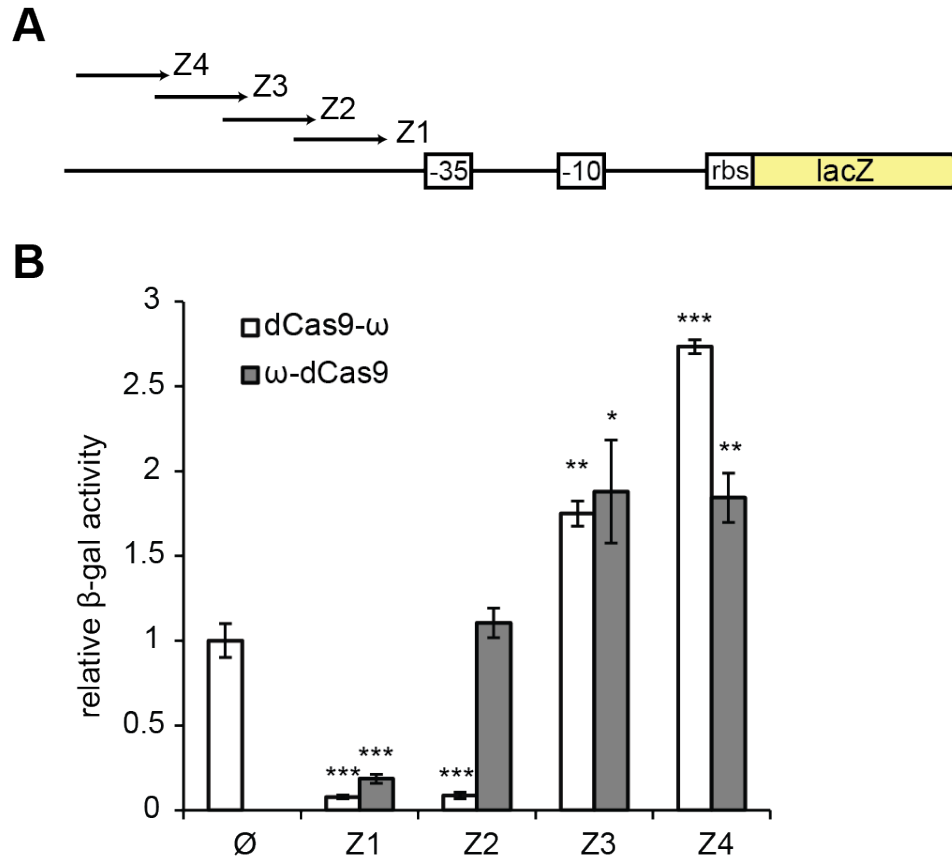 A
Z4
Z3
Z2
Z1
-35
-10
rbs
lacZ
B
relative β-gal activity
3
2.5
2
1.5
1
0.5
0
dCas9-ω
ω-dCas9
***
***
***
**
*
***
**
Ø
Z1
Z2
Z3
Z4